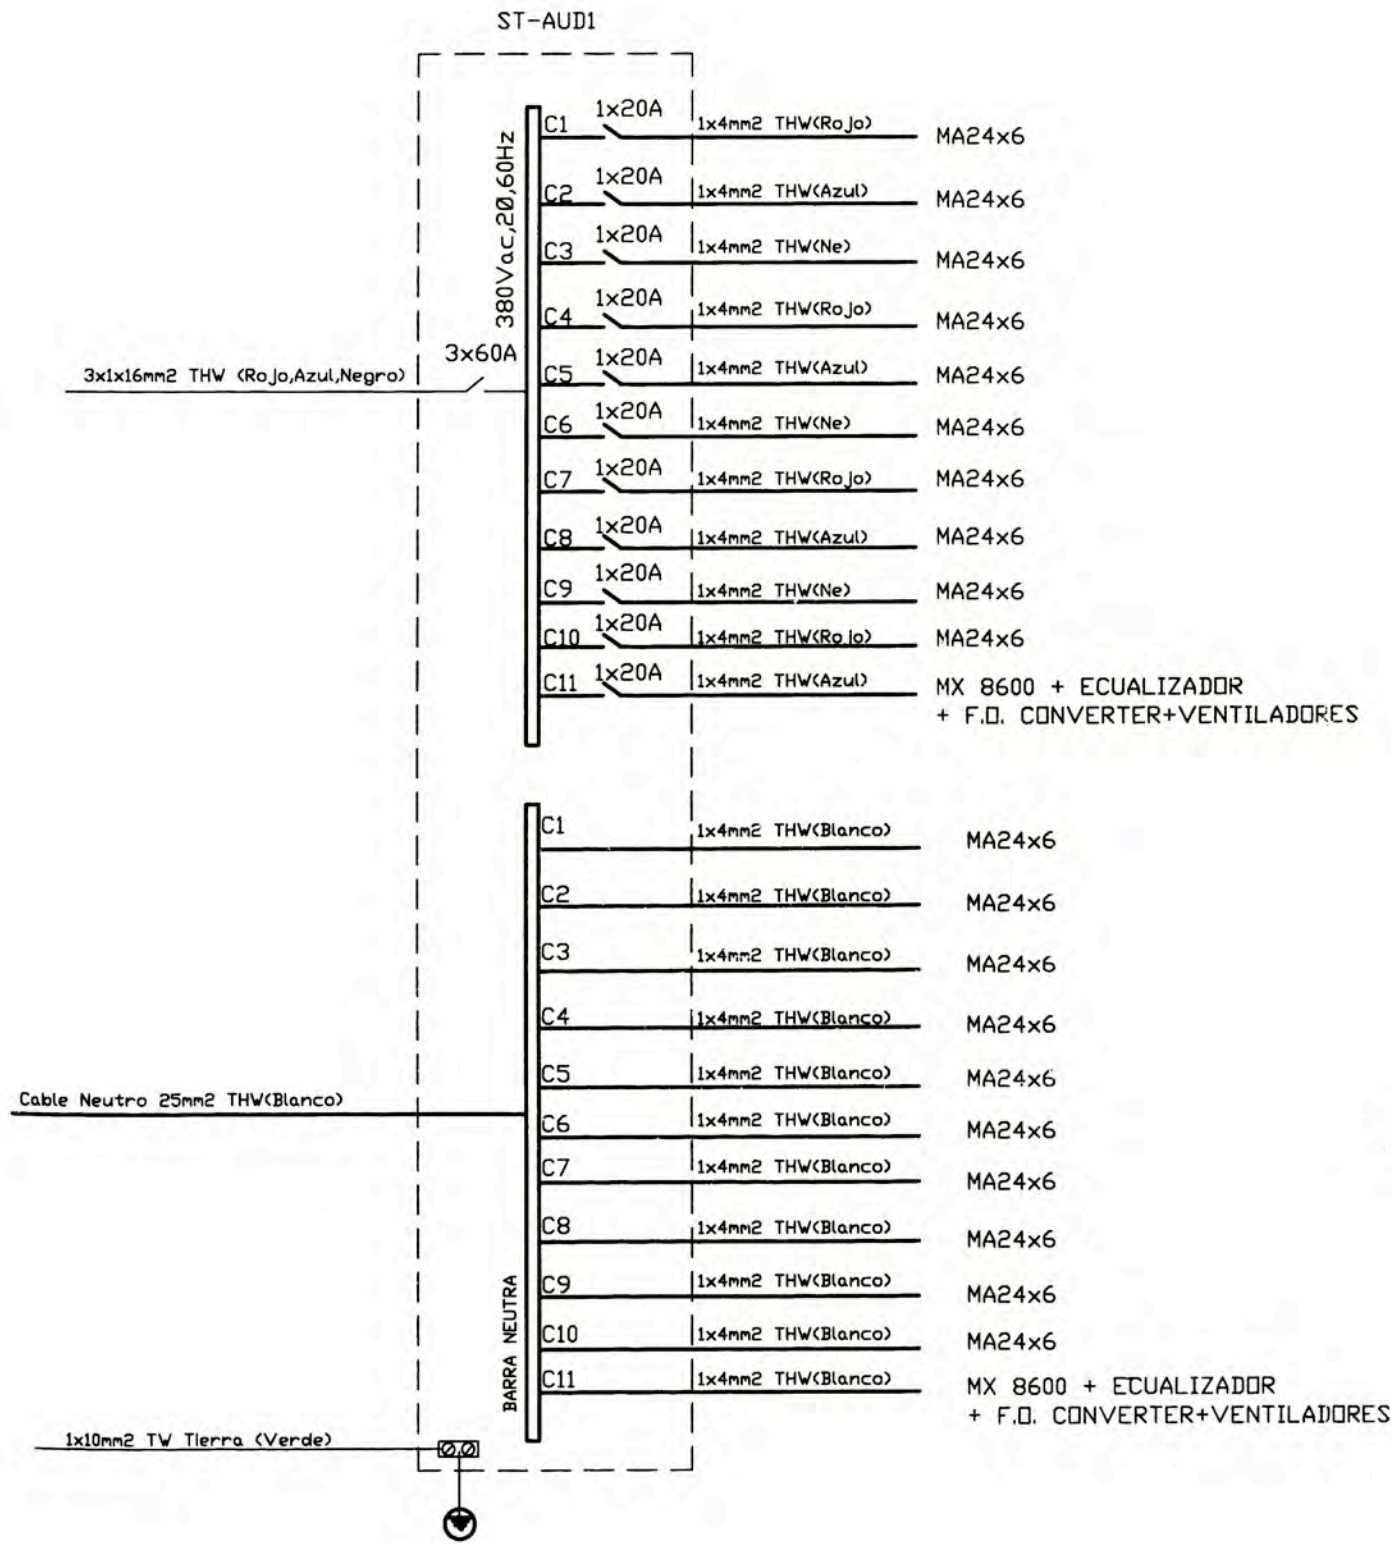 ST-AUD1
380Vac,20,60Hz
C1 1x20A 1x4mm2 THW(Rojo) MA24x6
C2 1x20A 1x4mm2 THW(Azul) MA24x6
C3 1x20A 1x4mm2 THW(Ne) MA24x6
C4 1x20A 1x4mm2 THW(Rojo) MA24x6
3x1x16mm2 THW (Rojo,Azul,Negro) 3x60A
C5 1x20A 1x4mm2 THW(Azul) MA24x6
C6 1x20A 1x4mm2 THW(Ne) MA24x6
C7 1x20A 1x4mm2 THW(Rojo) MA24x6
C8 1x20A 1x4mm2 THW(Azul) MA24x6
C9 1x20A 1x4mm2 THW(Ne) MA24x6
C10 1x20A 1x4mm2 THW(Rojo) MA24x6
C11 1x20A 1x4mm2 THW(Azul) MX 8600 + ECUALIZADOR
+ F.O. CONVERTER+VENTILADORES
C1 1x4mm2 THW(Blanco) MA24x6
C2 1x4mm2 THW(Blanco) MA24x6
C3 1x4mm2 THW(Blanco) MA24x6
C4 1x4mm2 THW(Blanco) MA24x6
C5 1x4mm2 THW(Blanco) MA24x6
Cable Neutro 25mm2 THW(Blanco)
C6 1x4mm2 THW(Blanco) MA24x6
C7 1x4mm2 THW(Blanco) MA24x6
C8 1x4mm2 THW(Blanco) MA24x6
C9 1x4mm2 THW(Blanco) MA24x6
C10 1x4mm2 THW(Blanco) MA24x6
C11 1x4mm2 THW(Blanco) MX 8600 + ECUALIZADOR
+ F.O. CONVERTER+VENTILADORES
BARRA NEUTRA
1x10mm2 TW Tierra (Verde)